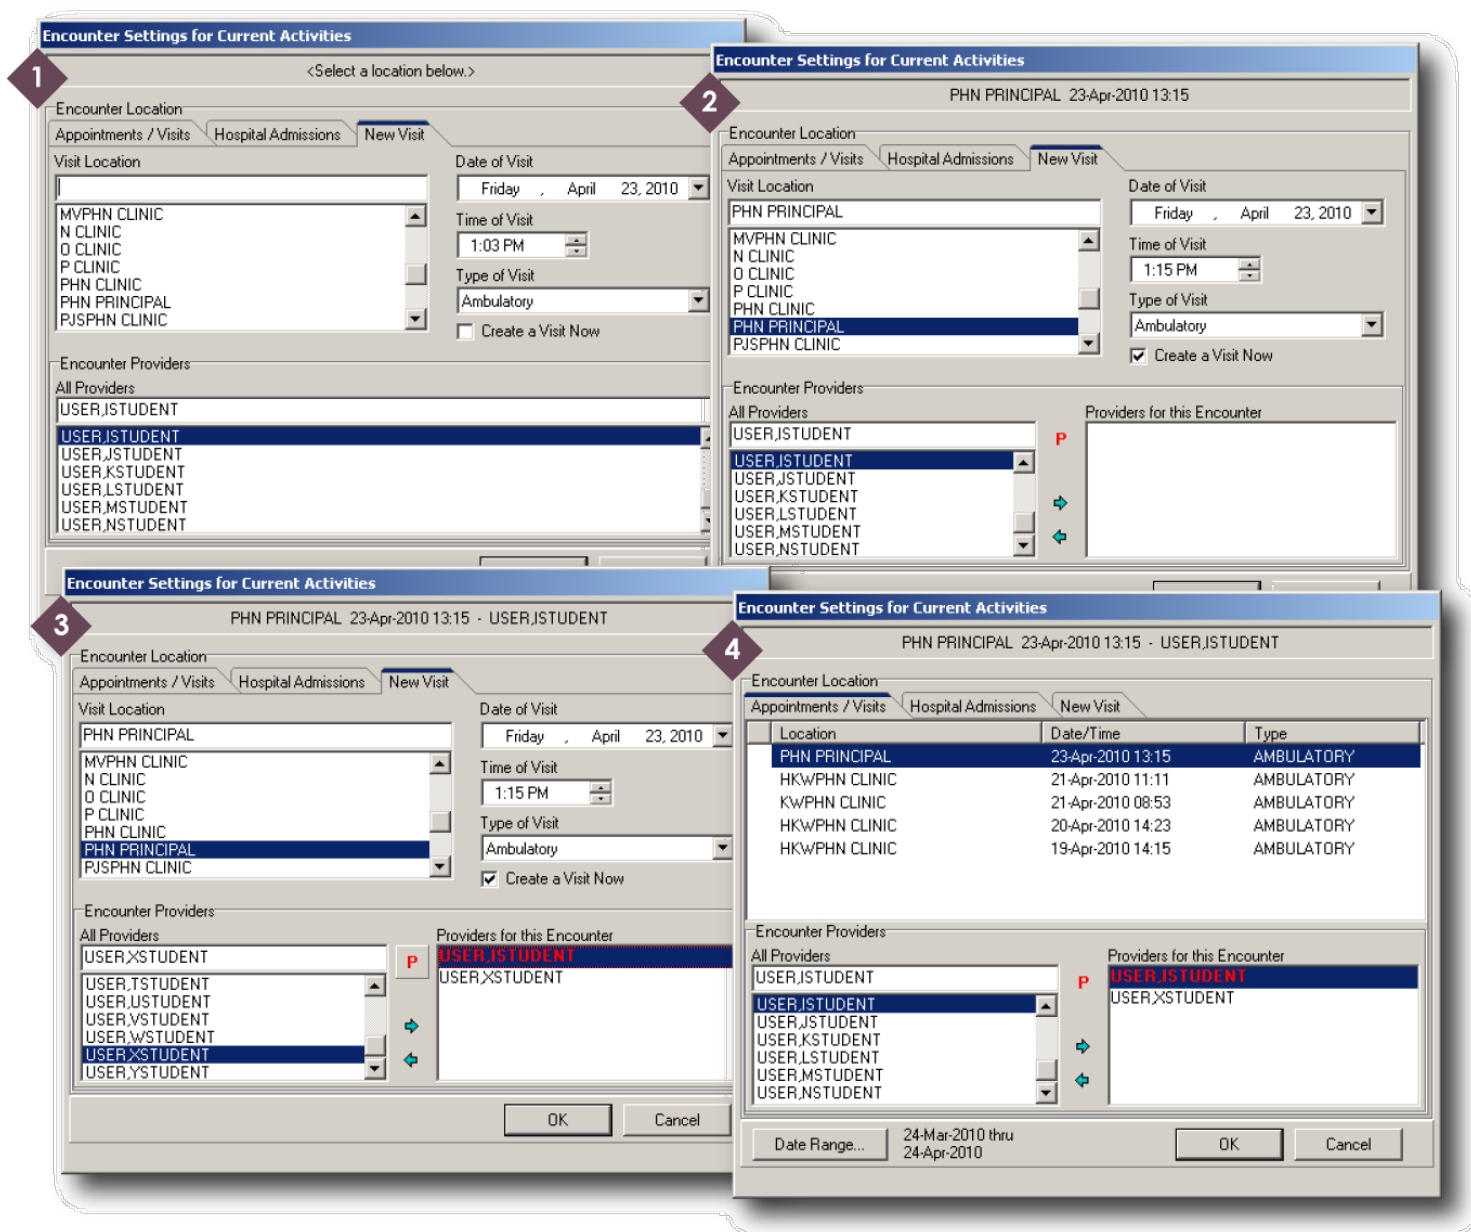 Encounter Settings for Current Activities
1
<Select a location below.>
Encounter Location
Appointments / Visits
Hospital Admissions
New Visit
Visit Location
MVPHN CLINIC
N CLINIC
O CLINIC
P CLINIC
PHN CLINIC
PHN PRINCIPAL
PJSPHN CLINIC
Date of Visit
Friday , April 23, 2010
Time of Visit
1:03 PM
Type of Visit
Ambulatory
Create a Visit Now
Encounter Providers
All Providers
USER,ISTUDENT
USER,ISTUDENT
USER,JSTUDENT
USER,KSTUDENT
USER,LSTUDENT
USER,MSTUDENT
USER,NSTUDENT
Encounter Settings for Current Activities
2
PHN PRINCIPAL 23-Apr-2010 13:15
Encounter Location
Appointments / Visits
Hospital Admissions
New Visit
Visit Location
PHN PRINCIPAL
MVPHN CLINIC
N CLINIC
O CLINIC
P CLINIC
PHN CLINIC
PHN PRINCIPAL
PJSPHN CLINIC
Date of Visit
Friday , April 23, 2010
Time of Visit
1:15 PM
Type of Visit
Ambulatory
Create a Visit Now
Encounter Providers
All Providers
USER,ISTUDENT
USER,ISTUDENT
USER,JSTUDENT
USER,KSTUDENT
USER,LSTUDENT
USER,MSTUDENT
USER,NSTUDENT
P
Providers for this Encounter
Encounter Settings for Current Activities
3
PHN PRINCIPAL 23-Apr-2010 13:15 - USER,ISTUDENT
Encounter Location
Appointments / Visits
Hospital Admissions
New Visit
Visit Location
PHN PRINCIPAL
MVPHN CLINIC
N CLINIC
O CLINIC
P CLINIC
PHN CLINIC
PHN PRINCIPAL
PJSPHN CLINIC
Date of Visit
Friday , April 23, 2010
Time of Visit
1:15 PM
Type of Visit
Ambulatory
Create a Visit Now
Encounter Providers
All Providers
USER,XSTUDENT
USER,TSTUDENT
USER,USTUDENT
USER,VSTUDENT
USER,WSTUDENT
USER,XSTUDENT
USER,YSTUDENT
P
Providers for this Encounter
USER,ISTUDENT
USER,XSTUDENT
OK
Cancel
Encounter Settings for Current Activities
4
PHN PRINCIPAL 23-Apr-2010 13:15 - USER,ISTUDENT
Encounter Location
Appointments / Visits
Hospital Admissions
New Visit
Location Date/Time Type
PHN PRINCIPAL 23-Apr-2010 13:15 AMBULATORY
HKWPHN CLINIC 21-Apr-2010 11:11 AMBULATORY
KWPHN CLINIC 21-Apr-2010 08:53 AMBULATORY
HKWPHN CLINIC 20-Apr-2010 14:23 AMBULATORY
HKWPHN CLINIC 19-Apr-2010 14:15 AMBULATORY
Encounter Providers
All Providers
USER,ISTUDENT
USER,ISTUDENT
USER,JSTUDENT
USER,KSTUDENT
USER,LSTUDENT
USER,MSTUDENT
USER,NSTUDENT
P
Providers for this Encounter
USER,ISTUDENT
USER,XSTUDENT
Date Range...
24-Mar-2010 thru
24-Apr-2010
OK
Cancel